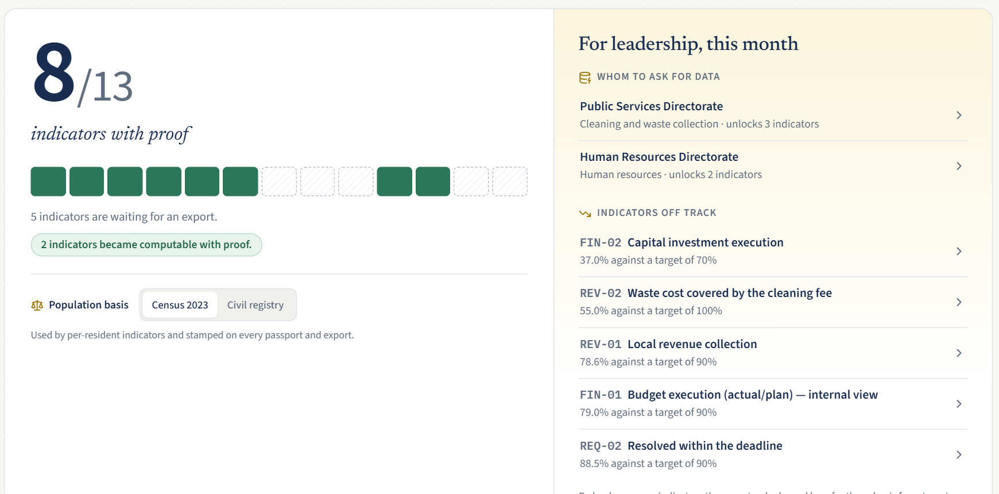 8/13
indicators with proof
5 indicators are waiting for an export.
2 indicators became computable with proof.
Population basis Census 2023 Civil registry
Used by per-resident indicators and stamped on every passport and export.
For leadership, this month
WHOM TO ASK FOR DATA
Public Services Directorate
Cleaning and waste collection · unlocks 3 indicators
Human Resources Directorate
Human resources · unlocks 2 indicators
INDICATORS OFF TRACK
FIN-02 Capital investment execution
37.0% against a target of 70%
REV-02 Waste cost covered by the cleaning fee
55.0% against a target of 100%
REV-01 Local revenue collection
78.6% against a target of 90%
FIN-01 Budget execution (actual/plan) — internal view
79.0% against a target of 90%
REQ-02 Resolved within the deadline
88.5% against a target of 90%